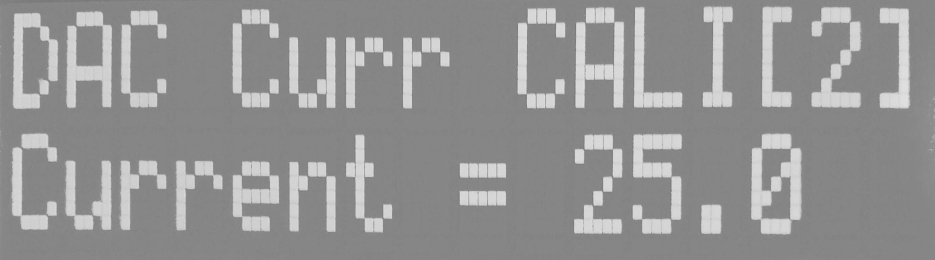 DAC Curr CALI[2]
Current = 25.0